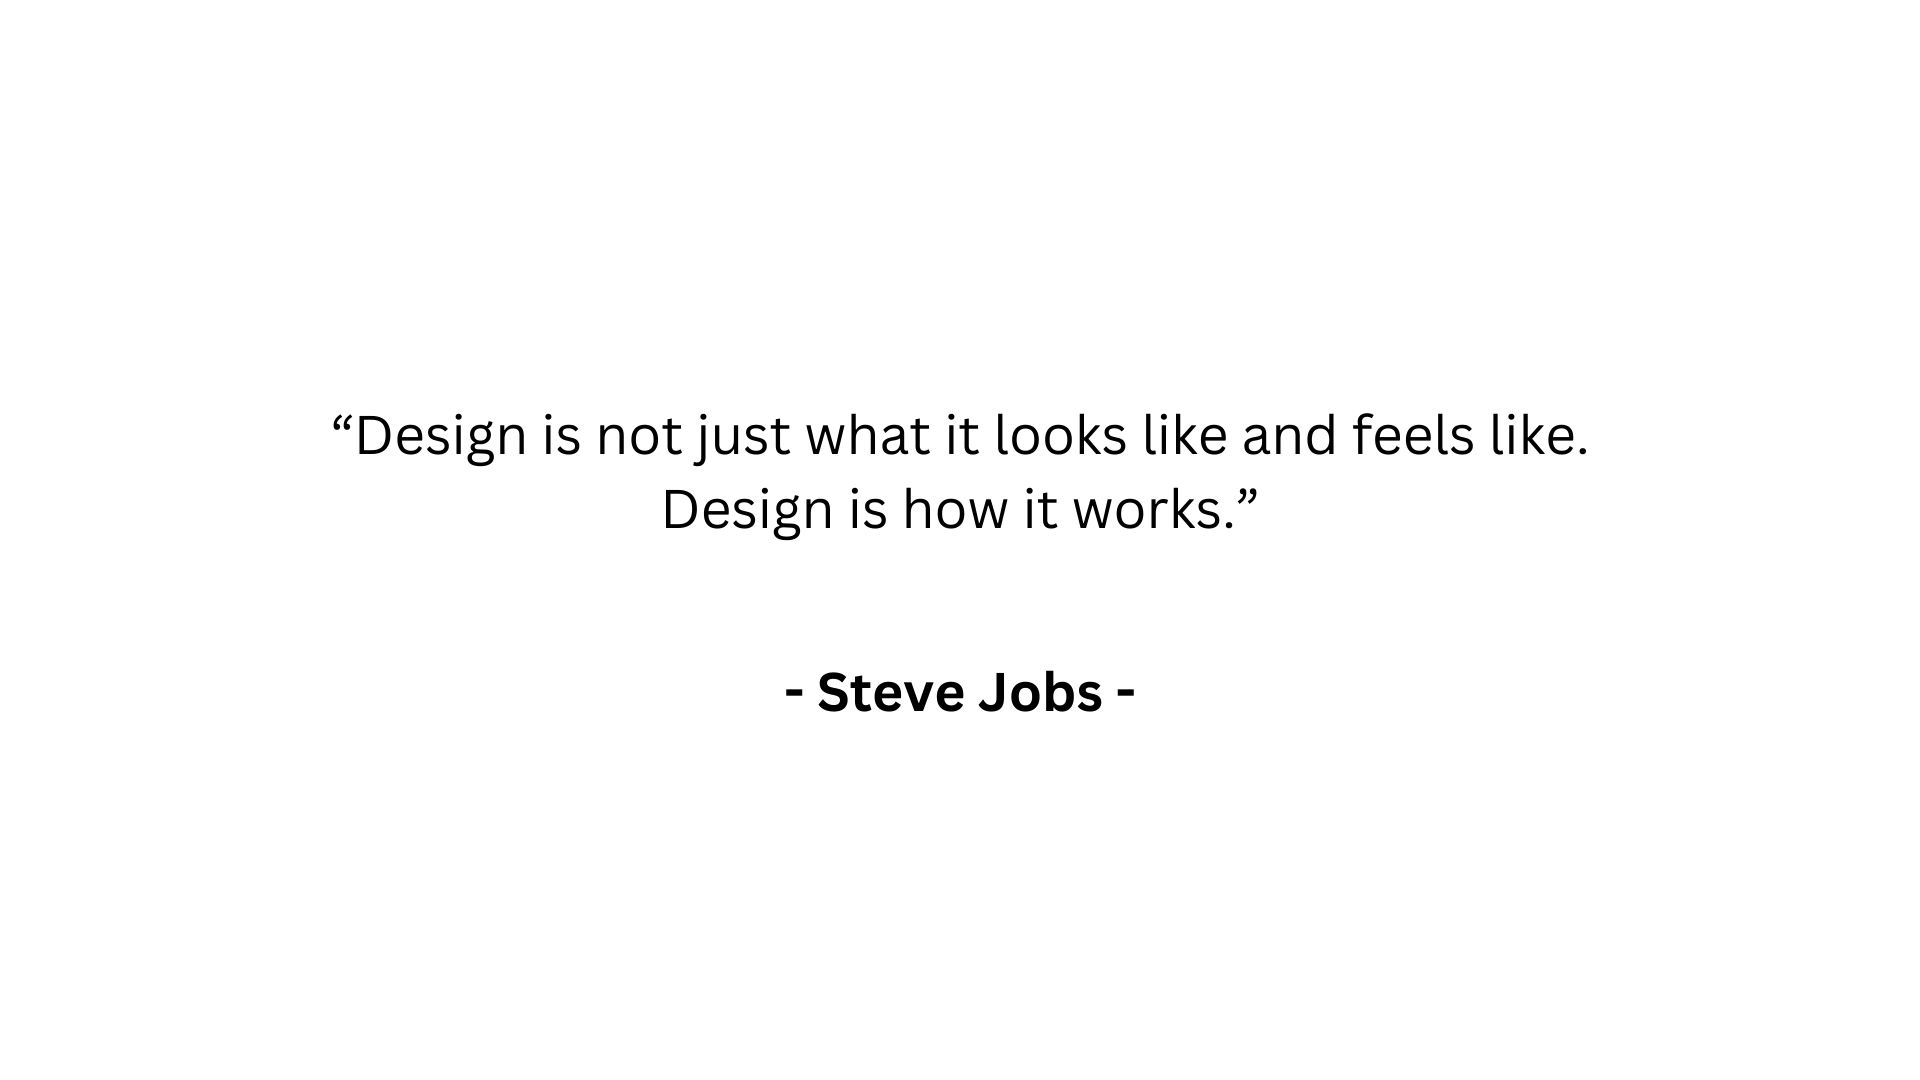 “Design is not just what it looks like and feels like.
Design is how it works.”
- Steve Jobs -